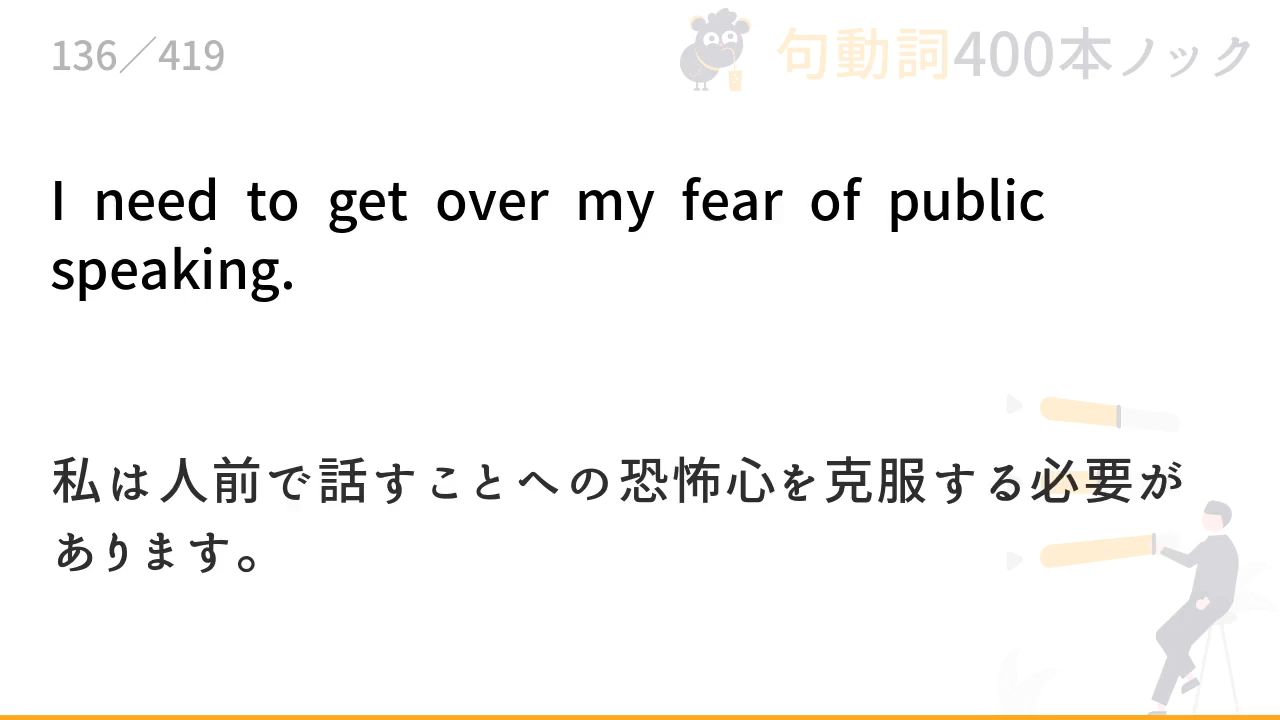 136／419
句動詞400本ノック
I need to get over my fear of public
speaking.
私は人前で話すことへの恐怖心を克服する必要が
あります。